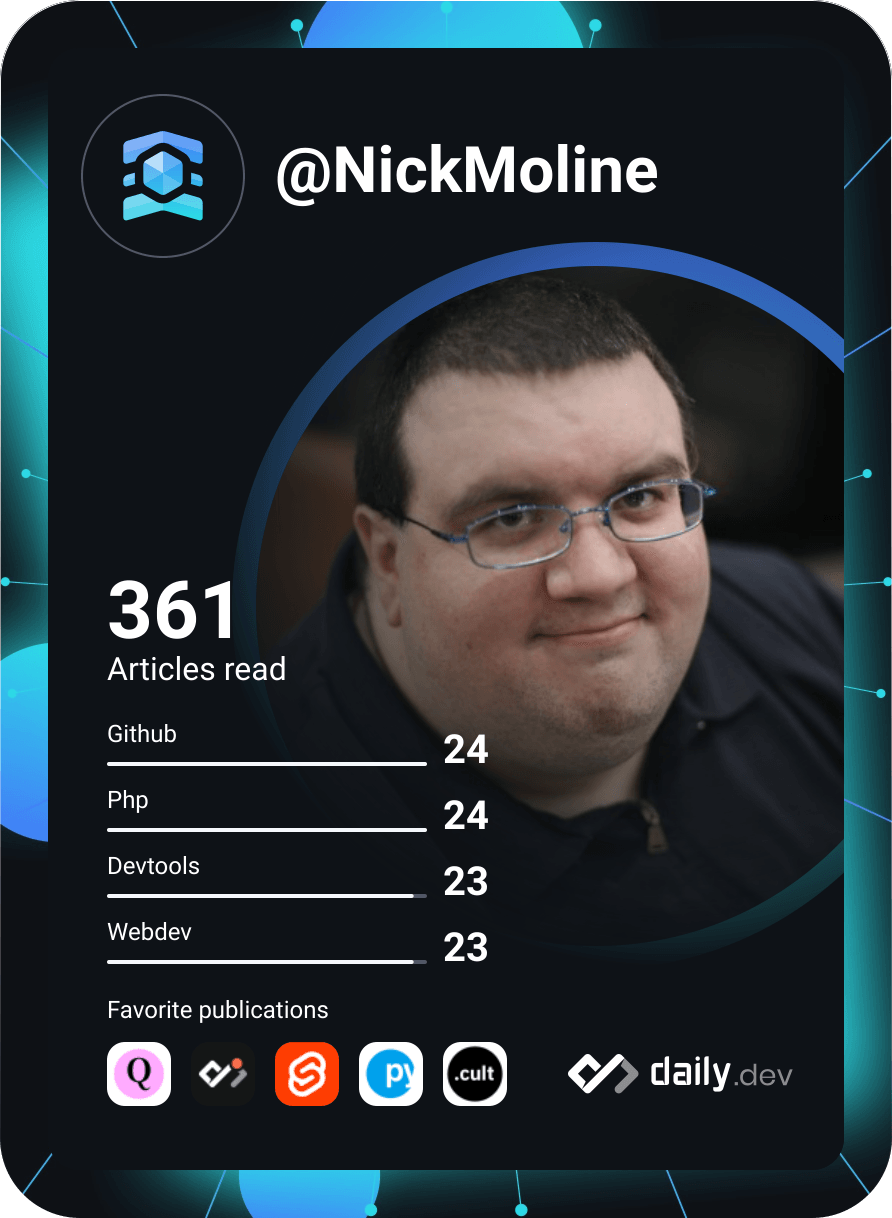 @NickMoline
361
Articles read
Github
24
Php
24
Devtools
23
Webdev
23
Favorite publications
Q
py
.cult
daily.dev